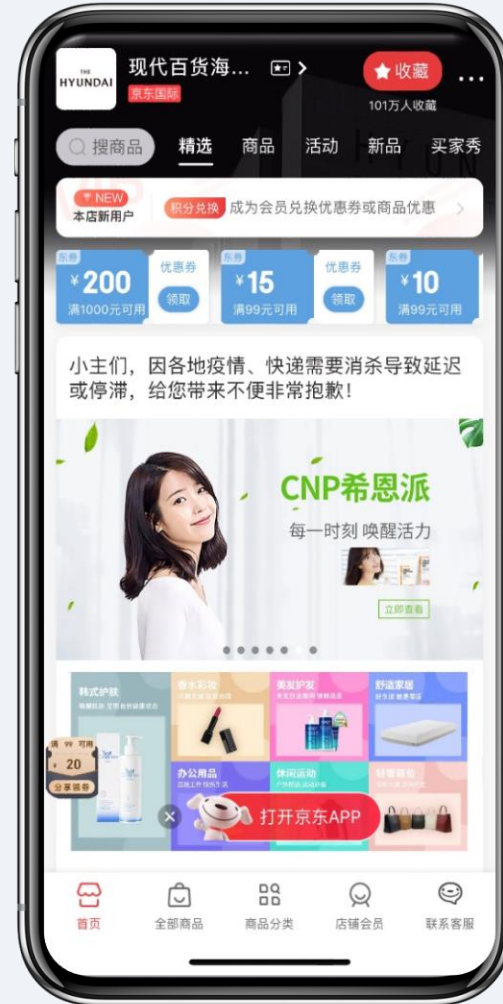 THE
HYUNDAI
现代百货海...
京东国际
收藏
101万人收藏
搜商品
精选
商品
活动
新品
买家秀
NEW
本店新用户
积分兑换
成为会员兑换优惠券或商品优惠
东券
¥200
满1000元可用
优惠券
领取
东券
¥15
满99元可用
优惠券
领取
东券
¥10
满99元可用
小主们，因各地疫情、快递需要消杀导致延迟
或停滞，给您带来不便非常抱歉！
CNP希恩派
每一时刻 唤醒活力
立即查看
韩式护肤
香水彩妆
美发护发
舒适家居
满 99 可用
¥ 20
分享领券
办公用品
休闲运动
轻奢箱包
打开京东APP
首页
全部商品
商品分类
店铺会员
联系客服